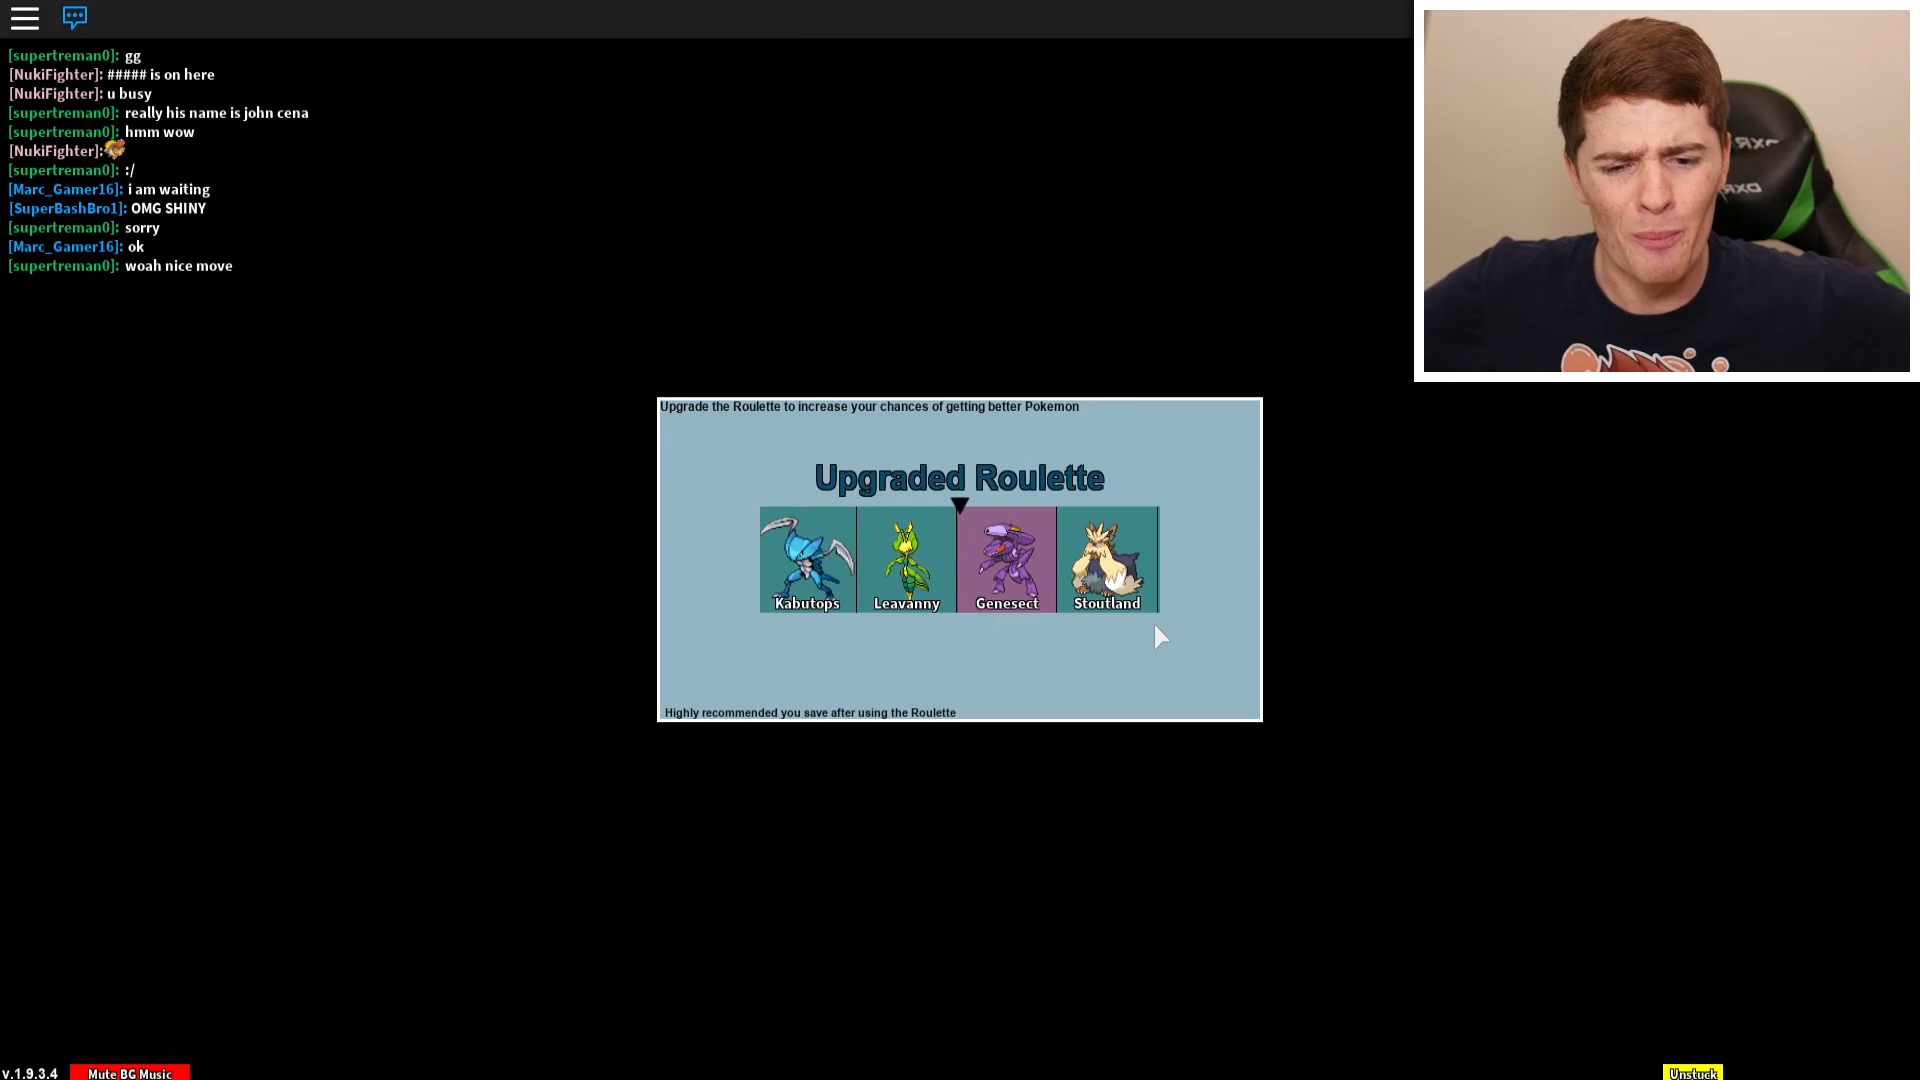 [supertreman0]: gg
[NukiFighter]: ##### is on here
[NukiFighter]: u busy
[supertreman0]: really his name is john cena
[supertreman0]: hmm wow
[NukiFighter]:
[supertreman0]: :/
[Marc_Gamer16]: i am waiting
[SuperBashBro1]: OMG SHINY
[supertreman0]: sorry
[Marc_Gamer16]: ok
[supertreman0]: woah nice move
DXR
DXR
Upgrade the Roulette to increase your chances of getting better Pokemon
Upgraded Roulette
Kabutops Leavanny Genesect Stoutland
Highly recommended you save after using the Roulette
v.1.9.3.4 Mute BG Music
Unstuck